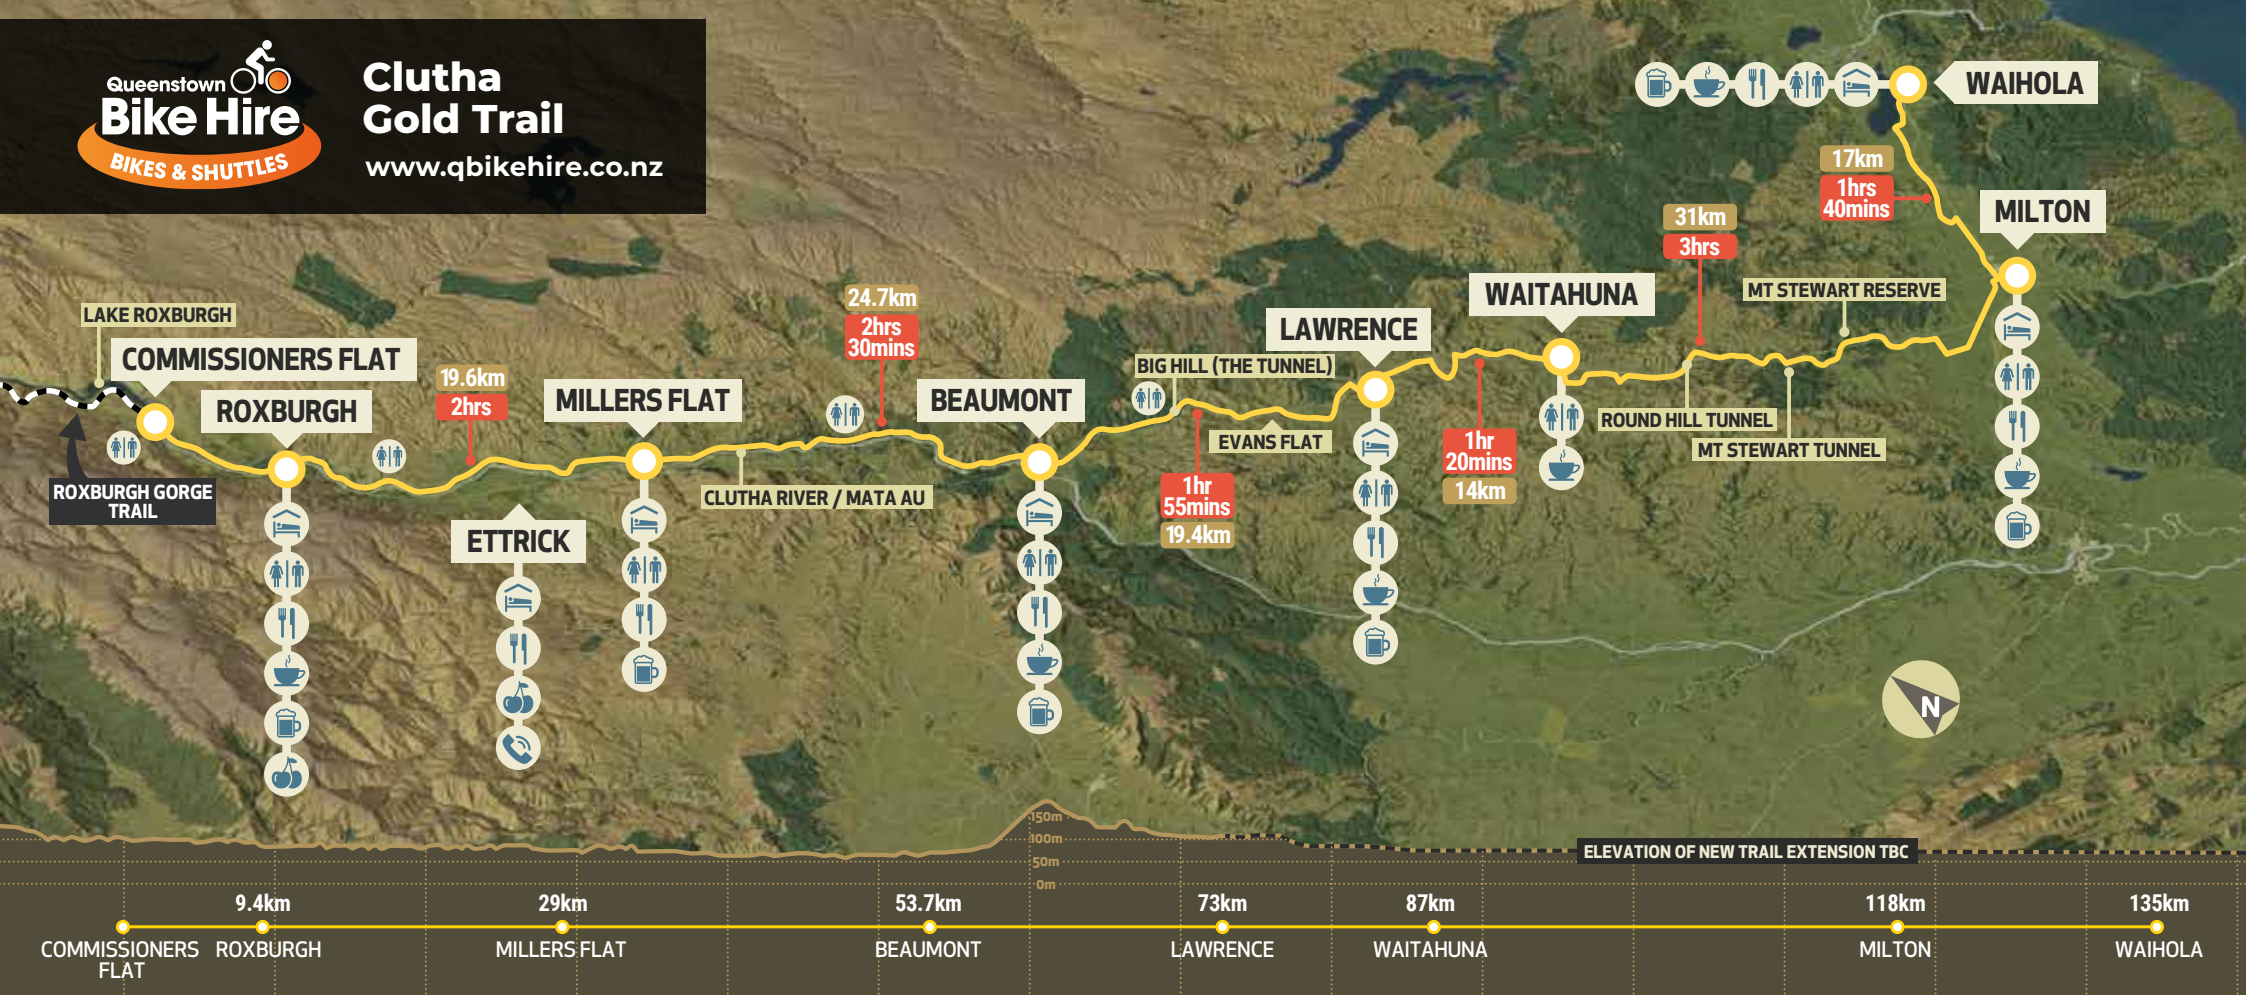 Queenstown
Bike Hire
BIKES & SHUTTLES
Clutha
Gold Trail
www.qbikehire.co.nz
WAIHOLA
17km
1hrs
40mins
MILTON
31km
3hrs
MT STEWART RESERVE
WAITAHUNA
24.7km
2hrs
30mins
LAKE ROXBURGH
LAWRENCE
COMMISSIONERS FLAT
BIG HILL (THE TUNNEL)
19.6km
2hrs
ROXBURGH
MILLERS FLAT
BEAUMONT
ROUND HILL TUNNEL
EVANS FLAT
1hr
20mins
14km
MT STEWART TUNNEL
ROXBURGH GORGE
TRAIL
CLUTHA RIVER / MATA AU
1hr
55mins
19.4km
ETTRICK
N
150m
100m
50m
0m
ELEVATION OF NEW TRAIL EXTENSION TBC
9.4km
29km
53.7km
73km
87km
118km
135km
COMMISSIONERS
FLAT
ROXBURGH
MILLERS FLAT
BEAUMONT
LAWRENCE
WAITAHUNA
MILTON
WAIHOLA